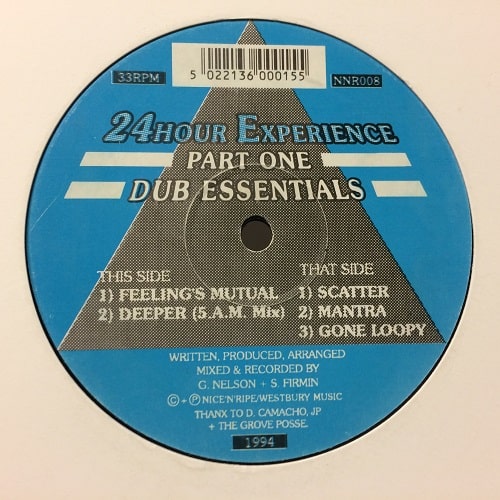 33RPM
5 022136 000155
NNR008
24HOUR EXPERIENCE
PART ONE
DUB ESSENTIALS
THIS SIDE
1) FEELING'S MUTUAL
2) DEEPER (5.A.M. MIX)
THAT SIDE
1) SCATTER
2) MANTRA
3) GONE LOOPY
WRITTEN, PRODUCED, ARRANGED
MIXED & RECORDED BY
G. NELSON + S. FIRMIN
© + ℗ NICE'N'RIPE/WESTBURY MUSIC
THANX TO D. CAMACHO, JP
+ THE GROVE POSSE.
1994